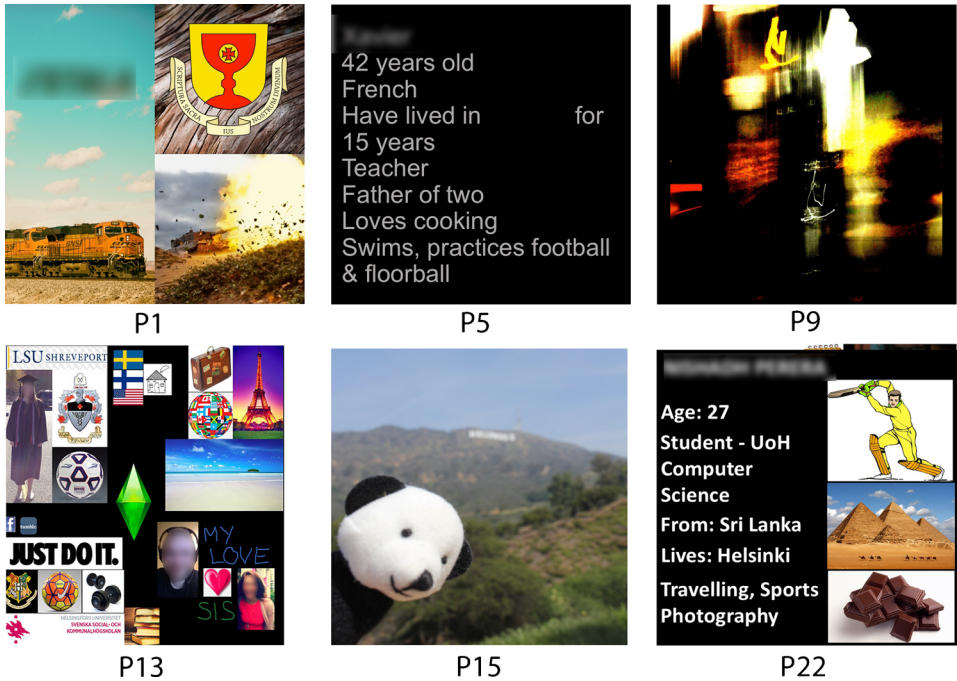 SCRIPTURA SACRA
IUS
NOSTRUM DIVINUM
P1
42 years old
French
Have lived in for
15 years
Teacher
Father of two
Loves cooking
Swims, practices football
& floorball
P5
P9
LSU SHREVEPORT
f tumblr.
JUST DO IT.
MY
LOVE
SIS
HELSINGFORS UNIVERSITET
SVENSKA SOCIAL- OCH
KOMMUNALHÖGSKOLAN
P13
P15
Age: 27
Student - UoH
Computer
Science
From: Sri Lanka
Lives: Helsinki
Travelling, Sports
Photography
P22